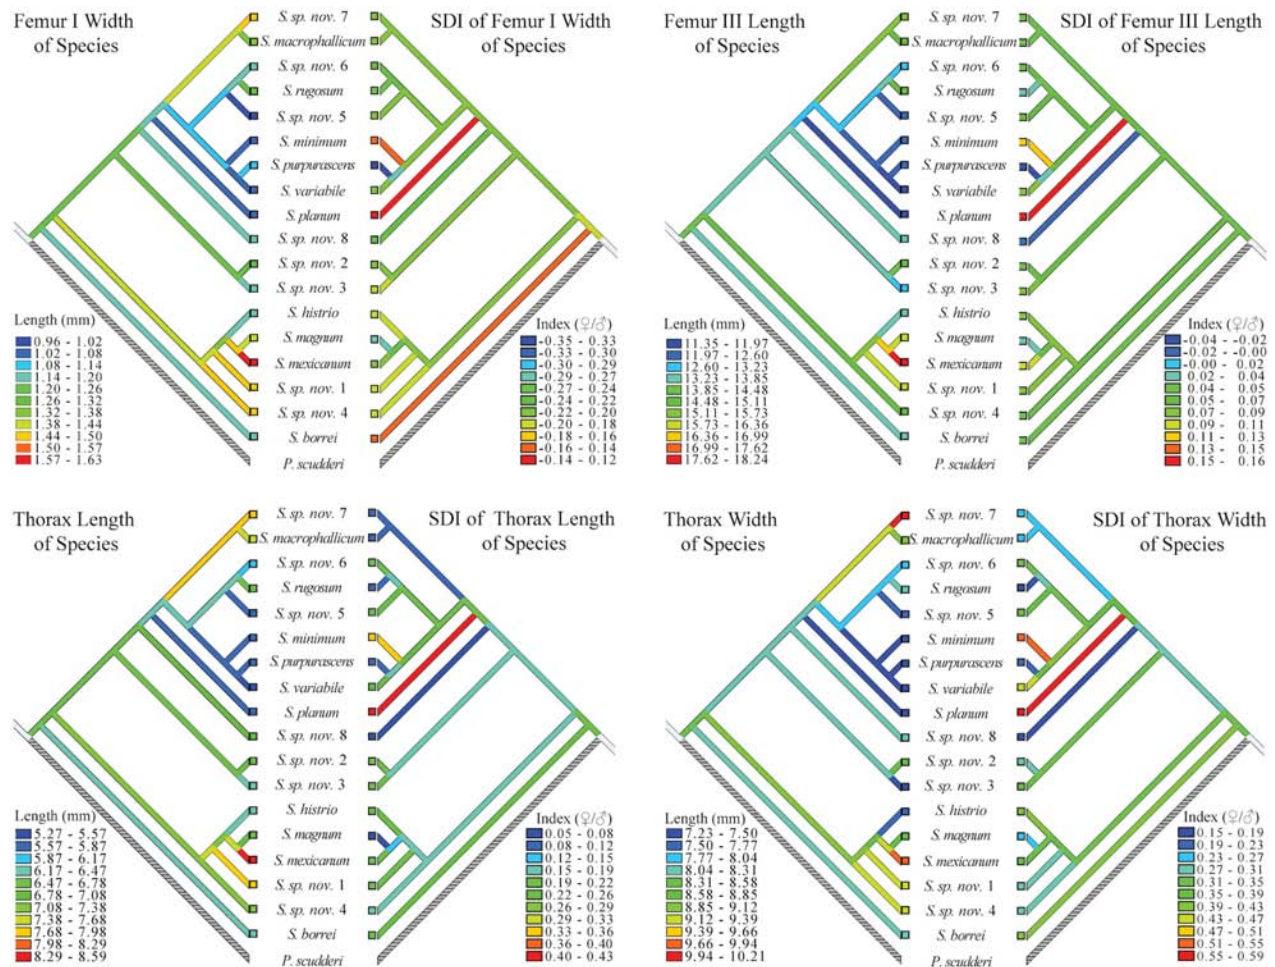 Femur I Width
of Species
SDI of Femur I Width
of Species
S. sp. nov. 7
S. macrophallicum
S. sp. nov. 6
S. rugosum
S. sp. nov. 5
S. minimum
S. purpurascens
S. variabile
S. planum
S. sp. nov. 8
S. sp. nov. 2
S. sp. nov. 3
S. histrio
S. magnum
S. mexicanum
S. sp. nov. 1
S. sp. nov. 4
S. borrei
P. scudderi
Length (mm)
0.96 - 1.02
1.02 - 1.08
1.08 - 1.14
1.14 - 1.20
1.20 - 1.26
1.26 - 1.32
1.32 - 1.38
1.38 - 1.44
1.44 - 1.50
1.50 - 1.57
1.57 - 1.63
Index (♀/♂)
-0.35 - 0.33
-0.33 - 0.30
-0.30 - 0.29
-0.29 - 0.27
-0.27 - 0.24
-0.24 - 0.22
-0.22 - 0.20
-0.20 - 0.18
-0.18 - 0.16
-0.16 - 0.14
-0.14 - 0.12
Femur III Length
of Species
SDI of Femur III Length
of Species
S. sp. nov. 7
S. macrophallicum
S. sp. nov. 6
S. rugosum
S. sp. nov. 5
S. minimum
S. purpurascens
S. variabile
S. planum
S. sp. nov. 8
S. sp. nov. 2
S. sp. nov. 3
S. histrio
S. magnum
S. mexicanum
S. sp. nov. 1
S. sp. nov. 4
S. borrei
P. scudderi
Length (mm)
11.35 - 11.97
11.97 - 12.60
12.60 - 13.23
13.23 - 13.85
13.85 - 14.48
14.48 - 15.11
15.11 - 15.73
15.73 - 16.36
16.36 - 16.99
16.99 - 17.62
17.62 - 18.24
Index (♀/♂)
-0.04 - -0.02
-0.02 - -0.00
-0.00 - 0.02
0.02 - 0.04
0.04 - 0.05
0.05 - 0.07
0.07 - 0.09
0.09 - 0.11
0.11 - 0.13
0.13 - 0.15
0.15 - 0.16
Thorax Length
of Species
SDI of Thorax Length
of Species
S. sp. nov. 7
S. macrophallicum
S. sp. nov. 6
S. rugosum
S. sp. nov. 5
S. minimum
S. purpurascens
S. variabile
S. planum
S. sp. nov. 8
S. sp. nov. 2
S. sp. nov. 3
S. histrio
S. magnum
S. mexicanum
S. sp. nov. 1
S. sp. nov. 4
S. borrei
P. scudderi
Length (mm)
5.27 - 5.57
5.57 - 5.87
5.87 - 6.17
6.17 - 6.47
6.47 - 6.78
6.78 - 7.08
7.08 - 7.38
7.38 - 7.68
7.68 - 7.98
7.98 - 8.29
8.29 - 8.59
Index (♀/♂)
0.05 - 0.08
0.08 - 0.12
0.12 - 0.15
0.15 - 0.19
0.19 - 0.22
0.22 - 0.26
0.26 - 0.29
0.29 - 0.33
0.33 - 0.36
0.36 - 0.40
0.40 - 0.43
Thorax Width
of Species
SDI of Thorax Width
of Species
S. sp. nov. 7
S. macrophallicum
S. sp. nov. 6
S. rugosum
S. sp. nov. 5
S. minimum
S. purpurascens
S. variabile
S. planum
S. sp. nov. 8
S. sp. nov. 2
S. sp. nov. 3
S. histrio
S. magnum
S. mexicanum
S. sp. nov. 1
S. sp. nov. 4
S. borrei
P. scudderi
Length (mm)
7.23 - 7.50
7.50 - 7.77
7.77 - 8.04
8.04 - 8.31
8.31 - 8.58
8.58 - 8.85
8.85 - 9.12
9.12 - 9.39
9.39 - 9.66
9.66 - 9.94
9.94 - 10.21
Index (♀/♂)
0.15 - 0.19
0.19 - 0.23
0.23 - 0.27
0.27 - 0.31
0.31 - 0.35
0.35 - 0.39
0.39 - 0.43
0.43 - 0.47
0.47 - 0.51
0.51 - 0.55
0.55 - 0.59